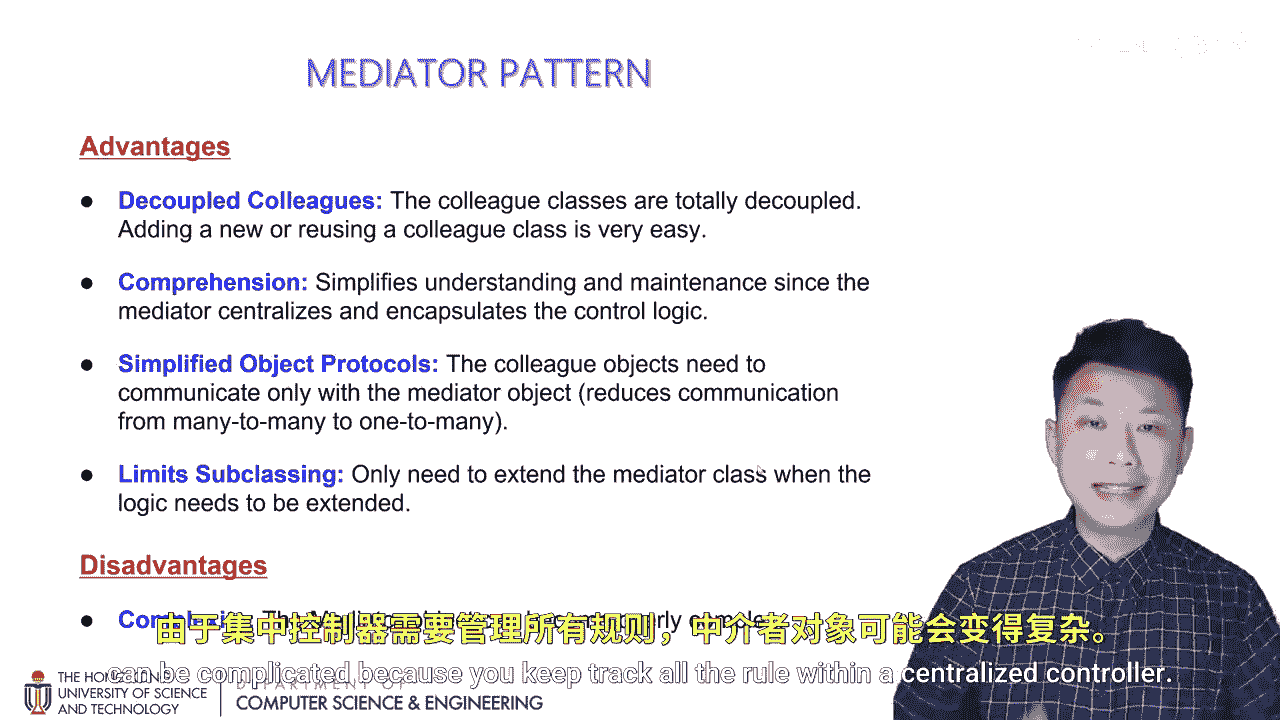 MEDIATOR PATTERN
Advantages
● Decoupled Colleagues: The colleague classes are totally decoupled.
Adding a new or reusing a colleague class is very easy.
● Comprehension: Simplifies understanding and maintenance since the
mediator centralizes and encapsulates the control logic.
● Simplified Object Protocols: The colleague objects need to
communicate only with the mediator object (reduces communication
from many-to-many to one-to-many).
● Limits Subclassing: Only need to extend the mediator class when the
logic needs to be extended.
Disadvantages
由于集中控制器需要管理所有规则，中介者对象可能会变得复杂。
can be complicated because you keep track all the rule within a centralized controller.
THE HONG KONG
UNIVERSITY OF SCIENCE
AND TECHNOLOGY
DEPARTMENT OF
COMPUTER SCIENCE & ENGINEERING